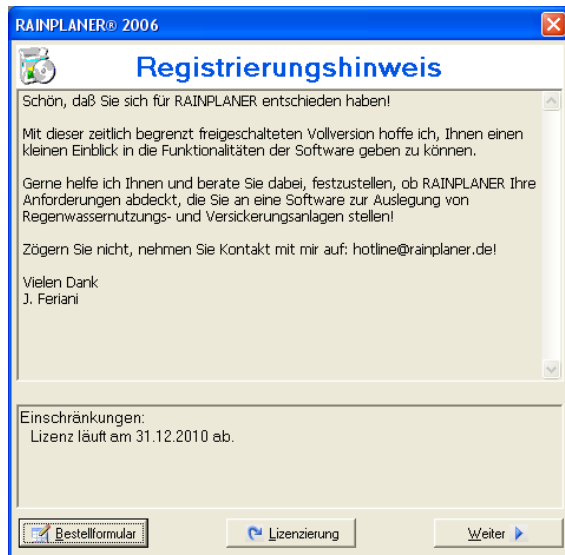 RAINPLANER® 2006
Registrierungshinweis
Schön, daß Sie sich für RAINPLANER entschieden haben!
Mit dieser zeitlich begrenzt freigeschalteten Vollversion hoffe ich, Ihnen einen
kleinen Einblick in die Funktionalitäten der Software geben zu können.
Gerne helfe ich Ihnen und berate Sie dabei, festzustellen, ob RAINPLANER Ihre
Anforderungen abdeckt, die Sie an eine Software zur Auslegung von
Regenwassernutzungs- und Versickerungsanlagen stellen!
Zögern Sie nicht, nehmen Sie Kontakt mit mir auf: hotline@rainplaner.de!
Vielen Dank
J. Feriani
Einschränkungen:
Lizenz läuft am 31.12.2010 ab.
Bestellformular
Lizenzierung
Weiter